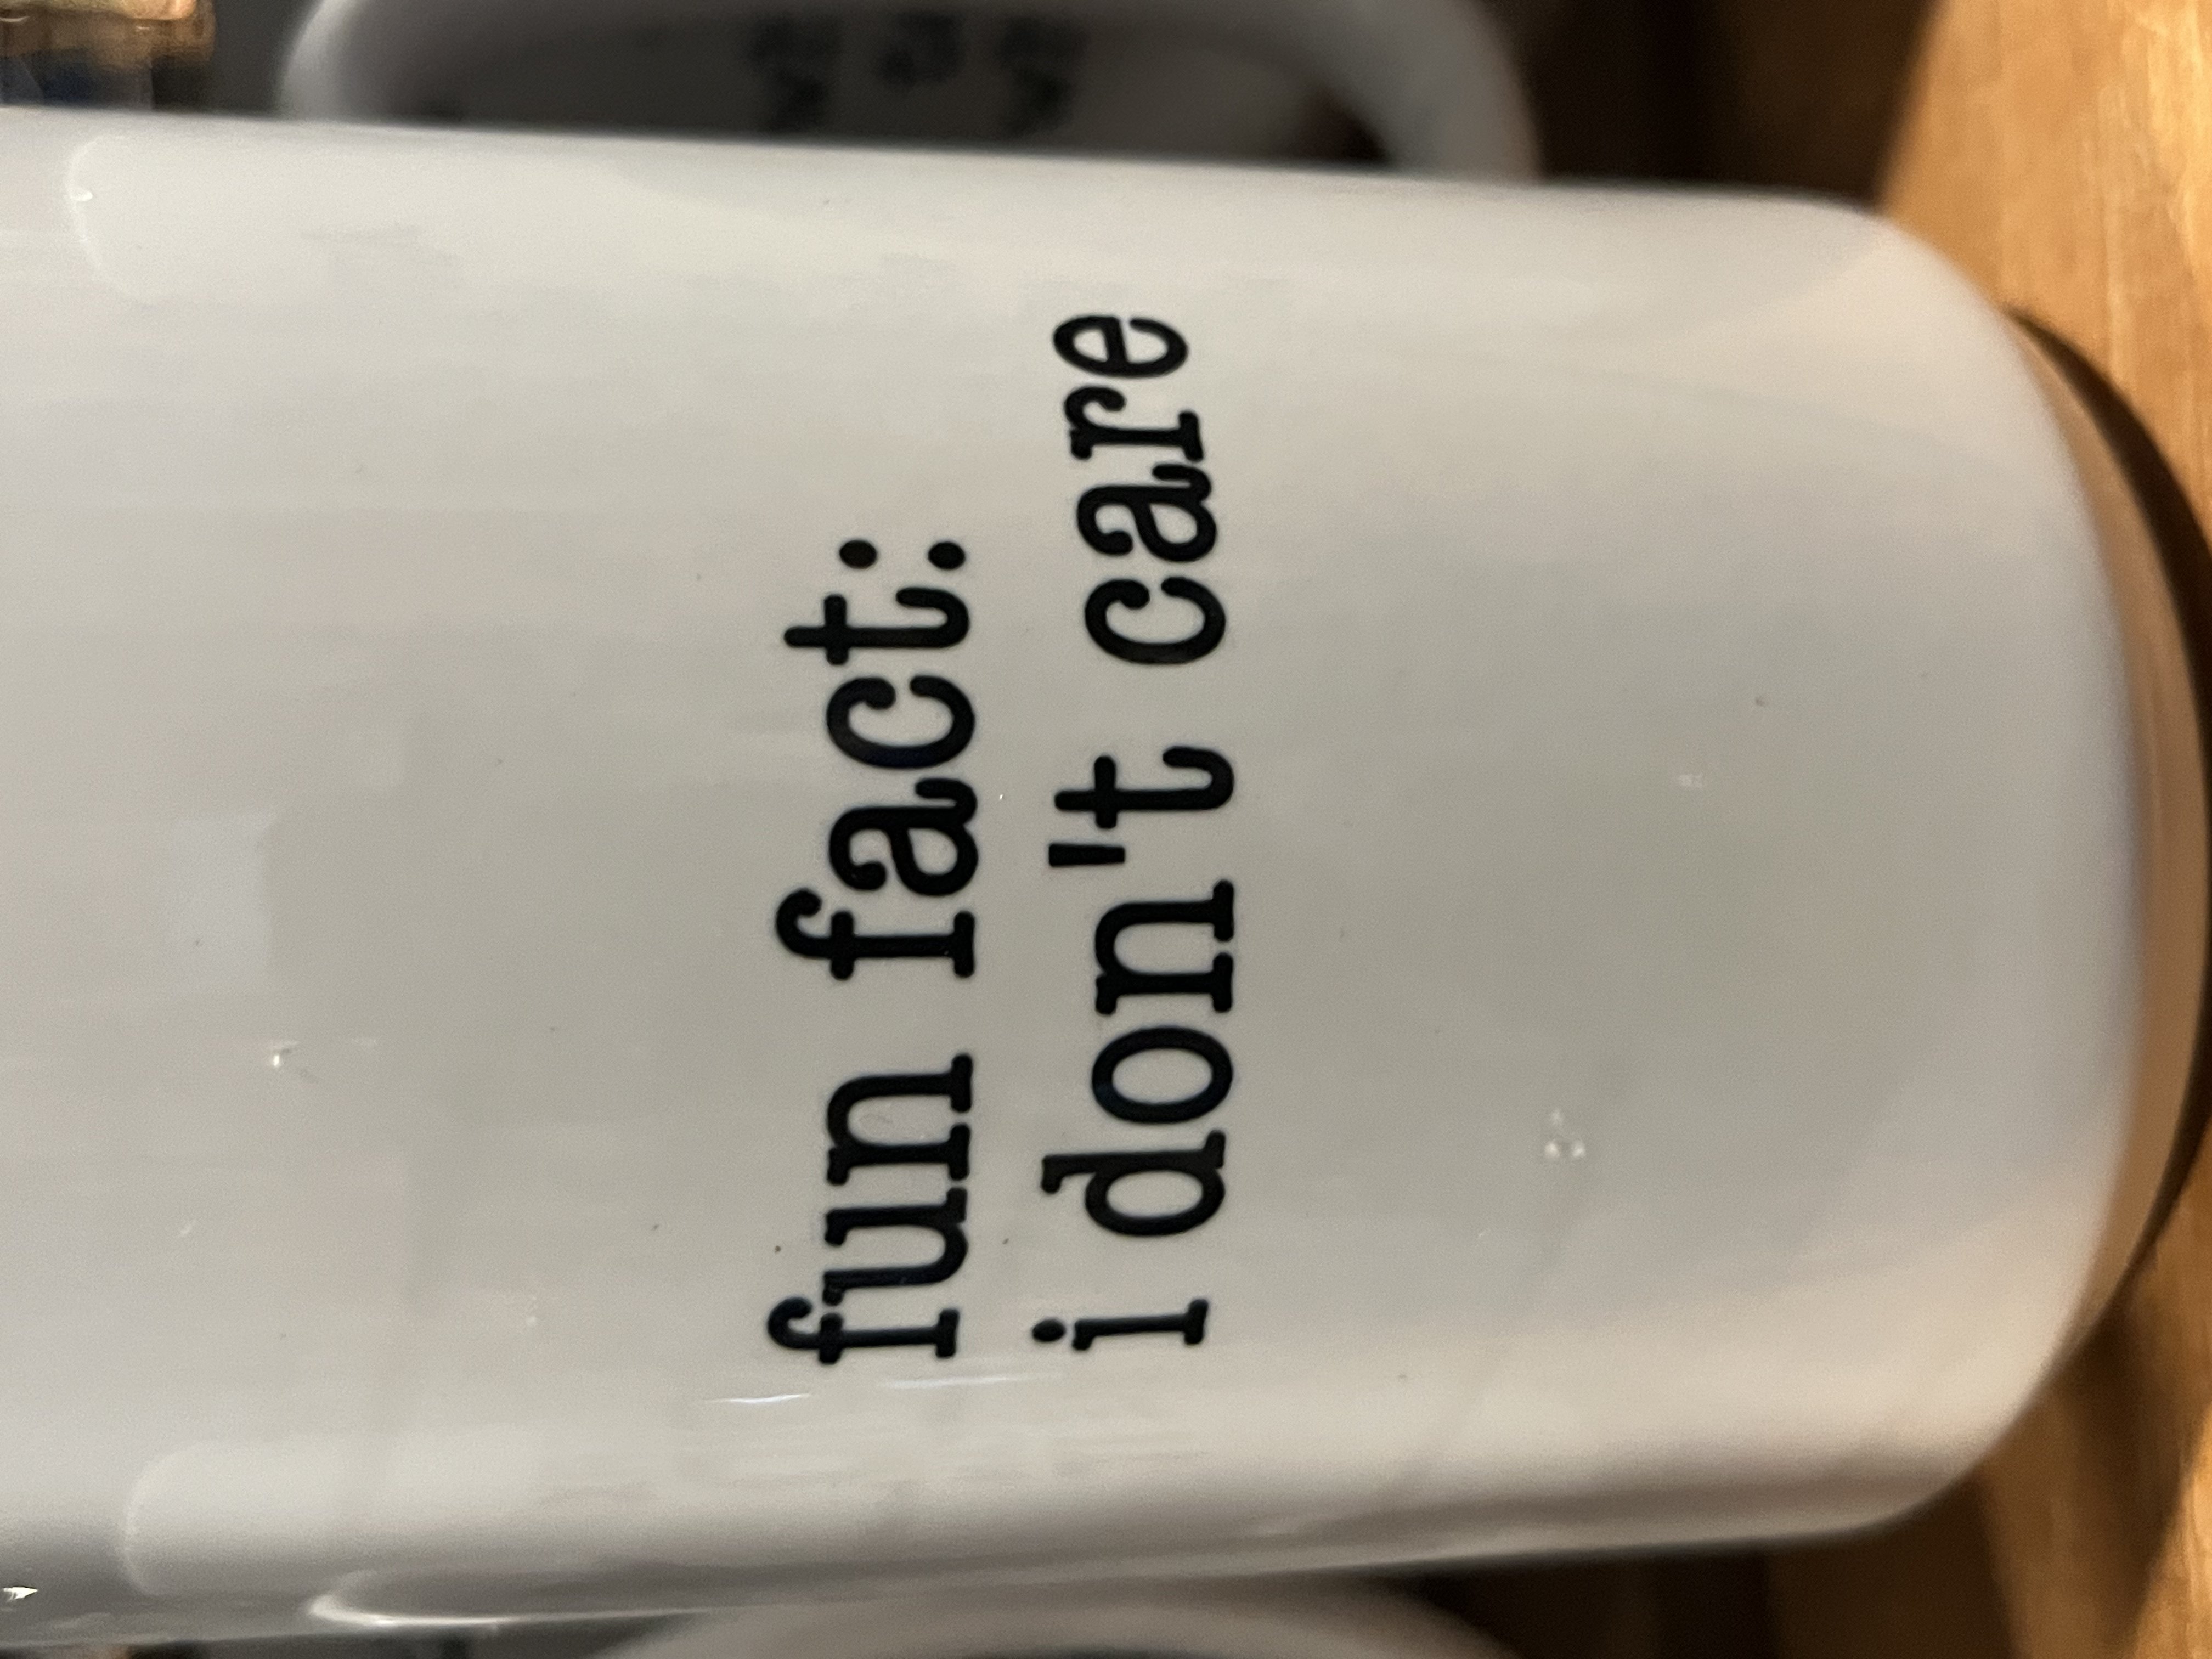 fun fact:
i don't care